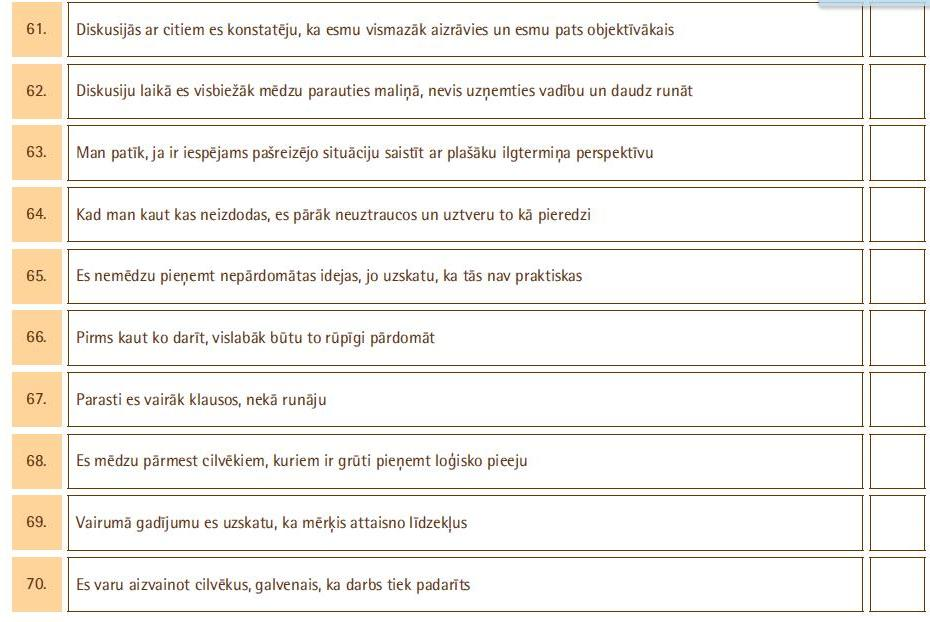 61. Diskusijās ar citiem es konstatēju, ka esmu vismazāk aizrāvies un esmu pats objektīvākais
62. Diskusiju laikā es visbiežāk mēdzu parauties maliņā, nevis uzņemties vadību un daudz runāt
63. Man patīk, ja ir iespējams pašreizējo situāciju saistīt ar plašāku ilgtermiņa perspektīvu
64. Kad man kaut kas neizdodas, es pārāk neuztraucos un uztveru to kā pieredzi
65. Es nemēdzu pieņemt nepārdomātas idejas, jo uzskatu, ka tās nav praktiskas
66. Pirms kaut ko darīt, vislabāk būtu to rūpīgi pārdomāt
67. Parasti es vairāk klausos, nekā runāju
68. Es mēdzu pārmest cilvēkiem, kuriem ir grūti pieņemt loģisko pieeju
69. Vairumā gadījumu es uzskatu, ka mērķis attaisno līdzekļus
70. Es varu aizvainot cilvēkus, galvenais, ka darbs tiek padarīts